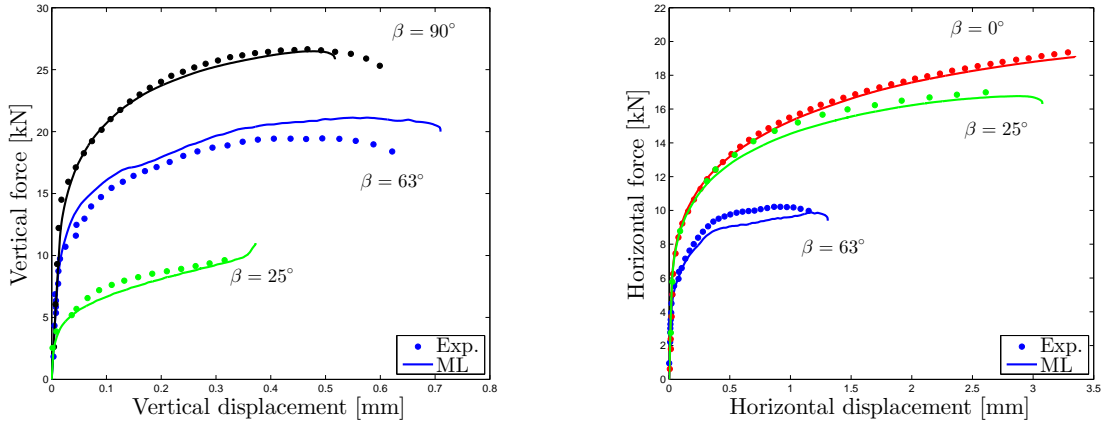 30
25
20
15
10
5
0
Vertical force [kN]
β = 90°
β = 63°
β = 25°
Exp.
ML
0 0.1 0.2 0.3 0.4 0.5 0.6 0.7 0.8
Vertical displacement [mm]
22
20
18
16
14
12
10
8
6
4
2
0
Horizontal force [kN]
β = 0°
β = 25°
β = 63°
Exp.
ML
0 0.5 1 1.5 2 2.5 3 3.5
Horizontal displacement [mm]